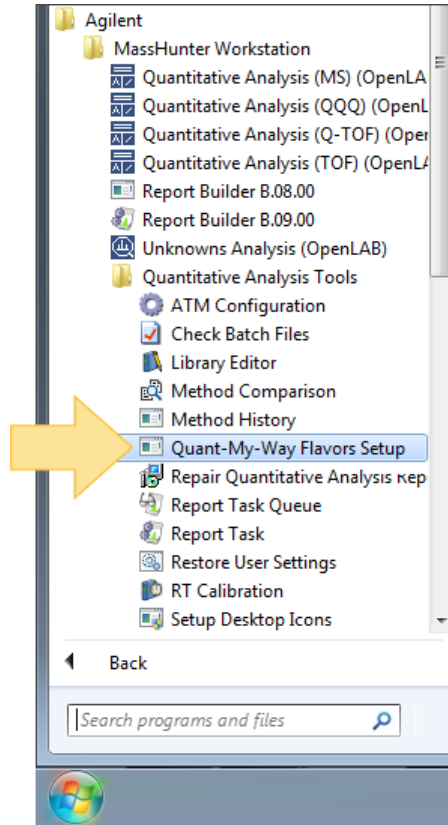 Agilent
MassHunter Workstation
Quantitative Analysis (MS) (OpenLA
Quantitative Analysis (QQQ) (OpenL
Quantitative Analysis (Q-TOF) (Oper
Quantitative Analysis (TOF) (OpenLA
Report Builder B.08.00
Report Builder B.09.00
Unknowns Analysis (OpenLAB)
Quantitative Analysis Tools
ATM Configuration
Check Batch Files
Library Editor
Method Comparison
Method History
Quant-My-Way Flavors Setup
Repair Quantitative Analysis Rep
Report Task Queue
Report Task
Restore User Settings
RT Calibration
Setup Desktop Icons
Back
Search programs and files